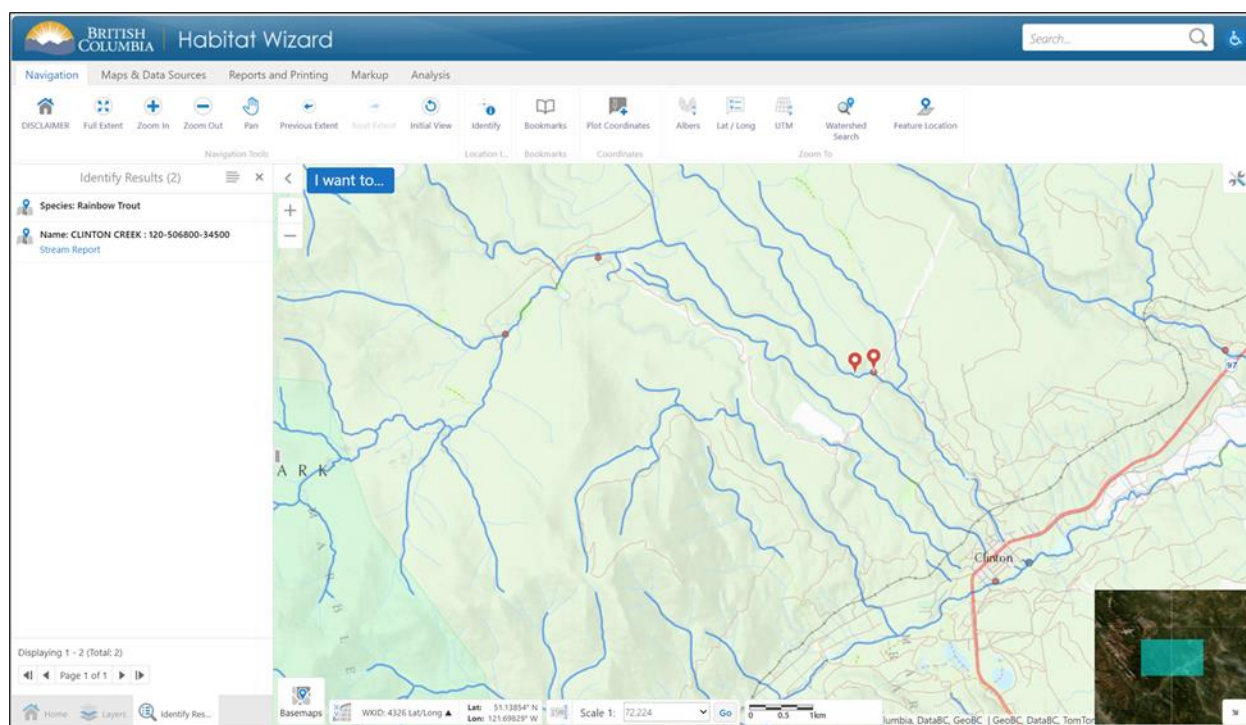 BRITISH
COLUMBIA
Habitat Wizard
Search...
Navigation Maps & Data Sources Reports and Printing Markup Analysis
DISCLAIMER Full Extent Zoom In Zoom Out Pan Previous Extent Next Extent Initial View Identify Bookmarks Plot Coordinates Albers Lat / Long UTM Watershed Search Feature Location
Navigation Tools Location I... Bookmarks Coordinates Zoom To
Identify Results (2)
I want to...
Species: Rainbow Trout
Name: CLINTON CREEK : 120-506800-34500
Stream Report
97
ARK
Clinton
Displaying 1 - 2 (Total: 2)
Page 1 of 1
Home Layers Identify Res...
Basemaps
WKID: 4326 Lat/Long
Lat: 51.13854° N
Lon: 121.69829° W
Scale 1: 72,224
Go
0 0.5 1km
lumbia, DataBC, GeoBC | GeoBC, DataBC, TomTom